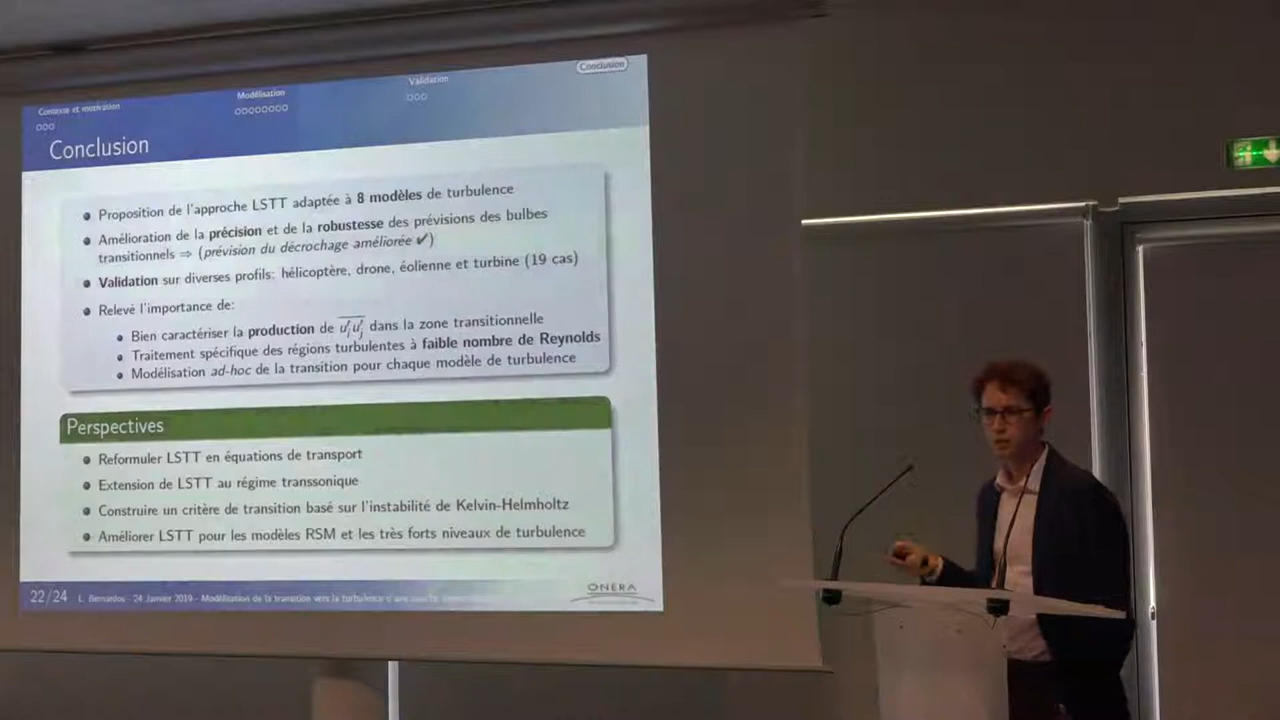 Contexte et motivation
Modélisation
Validation
Conclusion
Conclusion
Proposition de l'approche LSTT adaptée à 8 modèles de turbulence
Amélioration de la précision et de la robustesse des prévisions des bulbes
transitionnels ⇒ (prévision du décrochage améliorée ✔)
Validation sur diverses profils: hélicoptère, drone, éolienne et turbine (19 cas)
Relevé l'importance de:
Bien caractériser la production de u'i u'j dans la zone transitionnelle
Traitement spécifique des régions turbulentes à faible nombre de Reynolds
Modélisation ad-hoc de la transition pour chaque modèle de turbulence
Perspectives
Reformuler LSTT en équations de transport
Extension de LSTT au régime transsonique
Construire un critère de transition basé sur l'instabilité de Kelvin-Helmholtz
Améliorer LSTT pour les modèles RSM et les très forts niveaux de turbulence
22/24
L. Bernardos - 24 Janvier 2019 - Modélisation de la transition vers la turbulence d'une
ONERA